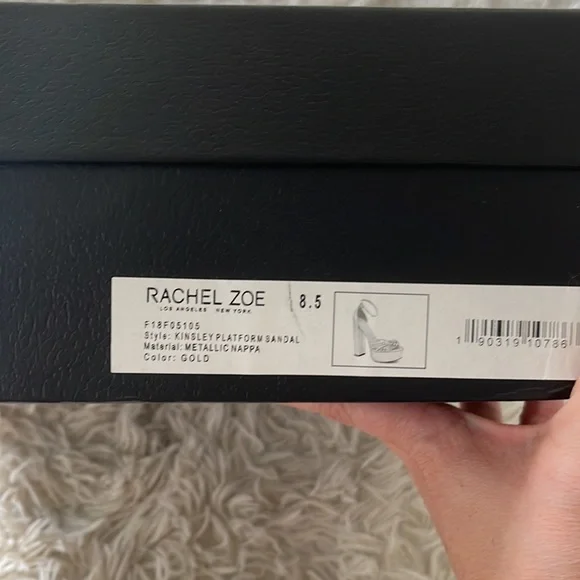 RACHEL ZOE
LOS ANGELES NEW YORK
8.5
F18F05105
Style: KINSLEY PLATFORM SANDAL
Material: METALLIC NAPPA
Color: GOLD
1 90319 10786